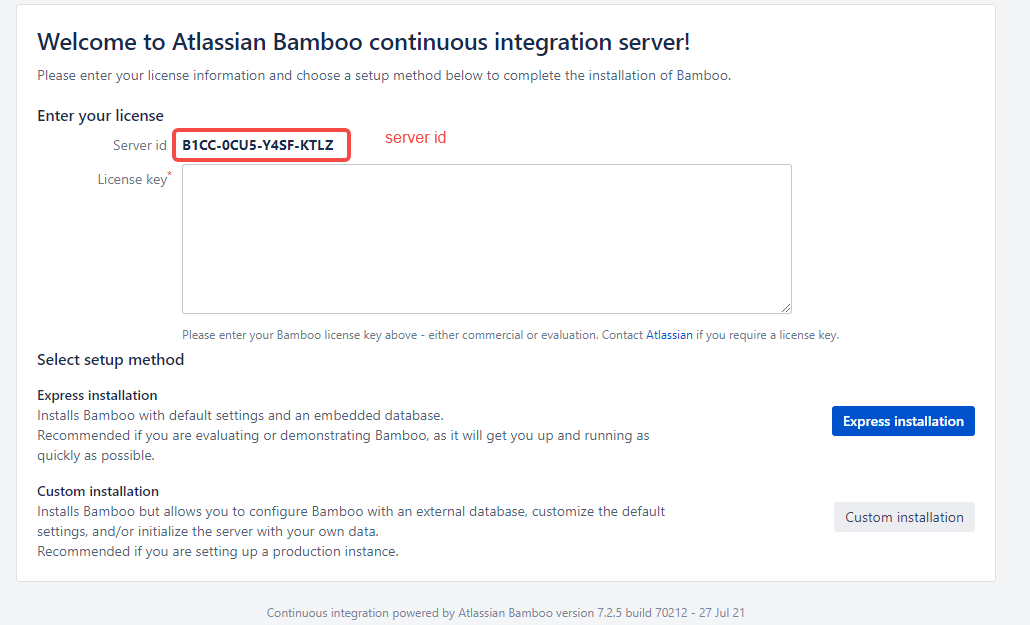 Welcome to Atlassian Bamboo continuous integration server!
Please enter your license information and choose a setup method below to complete the installation of Bamboo.
Enter your license
Server id B1CC-0CU5-Y4SF-KTLZ server id
License key*
Please enter your Bamboo license key above - either commercial or evaluation. Contact Atlassian if you require a license key.
Select setup method
Express installation
Installs Bamboo with default settings and an embedded database.
Recommended if you are evaluating or demonstrating Bamboo, as it will get you up and running as
quickly as possible.
Express installation
Custom installation
Installs Bamboo but allows you to configure Bamboo with an external database, customize the default
settings, and/or initialize the server with your own data.
Recommended if you are setting up a production instance.
Custom installation
Continuous integration powered by Atlassian Bamboo version 7.2.5 build 70212 - 27 Jul 21